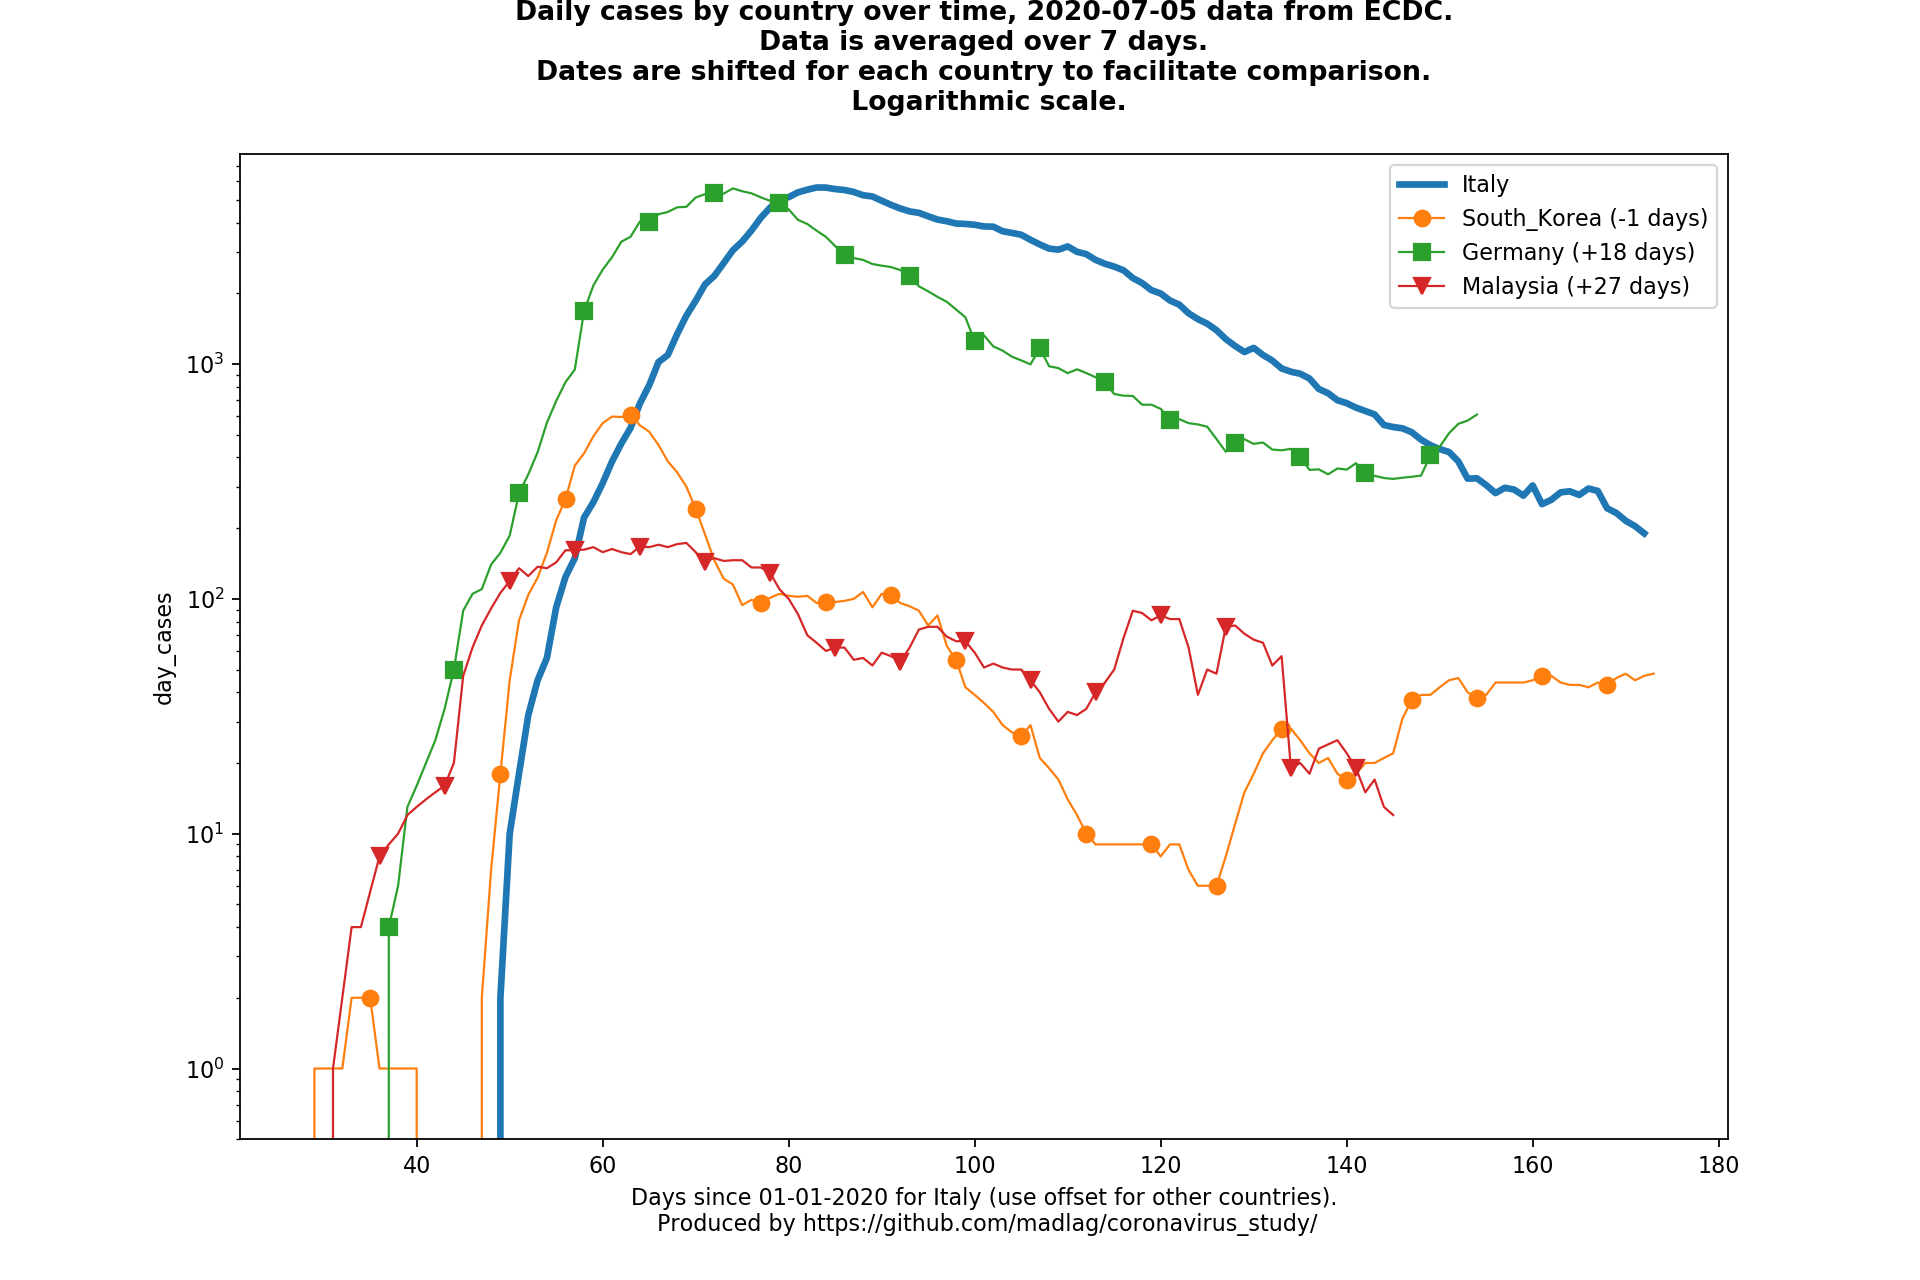 Daily cases by country over time, 2020-07-05 data from ECDC.
Data is averaged over 7 days.
Dates are shifted for each country to facilitate comparison.
Logarithmic scale.
Italy
South_Korea (-1 days)
Germany (+18 days)
Malaysia (+27 days)
day_cases
10³
10²
10¹
10⁰
40 60 80 100 120 140 160 180
Days since 01-01-2020 for Italy (use offset for other countries).
Produced by https://github.com/madlag/coronavirus_study/